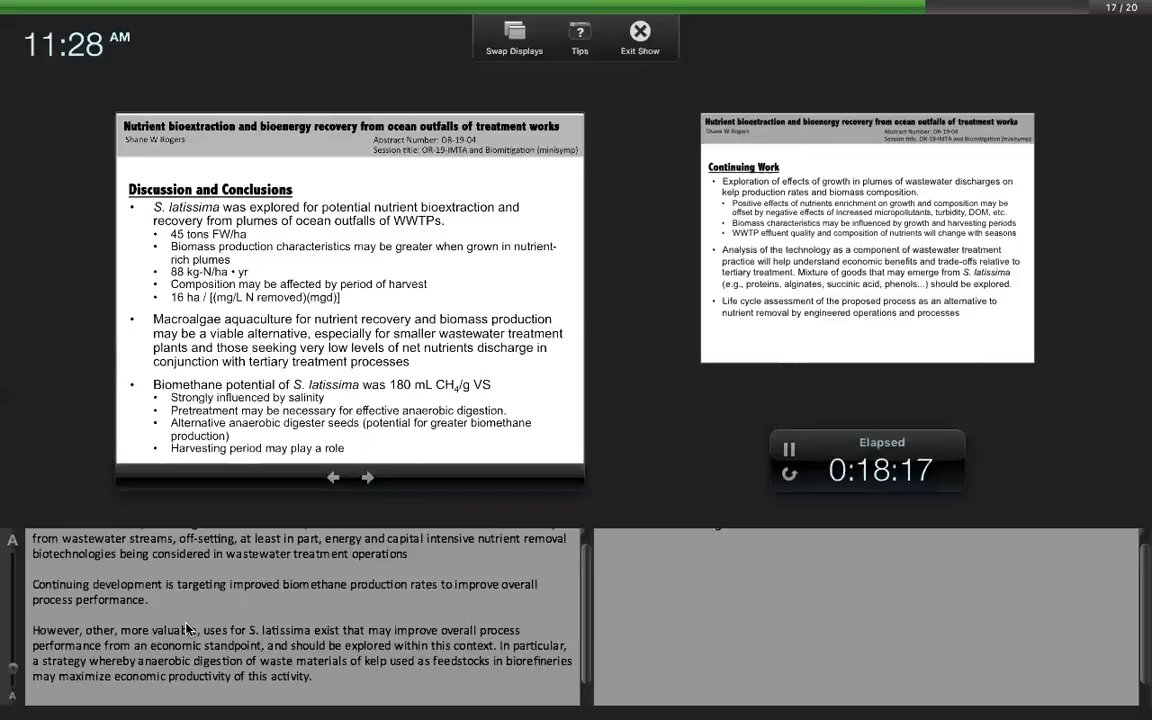 17 / 20
11:28 AM
Swap Displays
Tips
Exit Show
Nutrient bioextraction and bioenergy recovery from ocean outfalls of treatment works
Shane W Rogers
Abstract Number: OR-19-04
Session title: OR-19-IMTA and Biomitigation (minisymp)
Discussion and Conclusions
• S. latissima was explored for potential nutrient bioextraction and
recovery from plumes of ocean outfalls of WWTPs.
• 45 tons FW/ha
• Biomass production characteristics may be greater when grown in nutrient-
rich plumes
• 88 kg-N/ha • yr
• Composition may be affected by period of harvest
• 16 ha / [(mg/L N removed)(mgd)]
• Macroalgae aquaculture for nutrient recovery and biomass production
may be a viable alternative, especially for smaller wastewater treatment
plants and those seeking very low levels of net nutrients discharge in
conjunction with tertiary treatment processes
• Biomethane potential of S. latissima was 180 mL CH4/g VS
• Strongly influenced by salinity
• Pretreatment may be necessary for effective anaerobic digestion.
• Alternative anaerobic digester seeds (potential for greater biomethane
production)
• Harvesting period may play a role
Nutrient bioextraction and bioenergy recovery from ocean outfalls of treatment works
Shane W Rogers
Abstract Number: OR-19-04
Session title: OR-19-IMTA and Biomitigation (minisymp)
Continuing Work
• Exploration of effects of growth in plumes of wastewater discharges on
kelp production rates and biomass composition.
• Positive effects of nutrients enrichment on growth and composition may be
offset by negative effects of increased micropollutants, turbidity, DOM, etc.
• Biomass characteristics may be influenced by growth and harvesting periods
• WWTP effluent quality and composition of nutrients will change with seasons
• Analysis of the technology as a component of wastewater treatment
practice will help understand economic benefits and trade-offs relative to
tertiary treatment. Mixture of goods that may emerge from S. latissima
(e.g., proteins, alginates, succinic acid, phenols...) should be explored.
• Life cycle assessment of the proposed process as an alternative to
nutrient removal by engineered operations and processes
Elapsed
0:18:17
A
A
from wastewater streams, off-setting, at least in part, energy and capital intensive nutrient removal
biotechnologies being considered in wastewater treatment operations
Continuing development is targeting improved biomethane production rates to improve overall
process performance.
However, other, more valuable, uses for S. latissima exist that may improve overall process
performance from an economic standpoint, and should be explored within this context. In particular,
a strategy whereby anaerobic digestion of waste materials of kelp used as feedstocks in biorefineries
may maximize economic productivity of this activity.